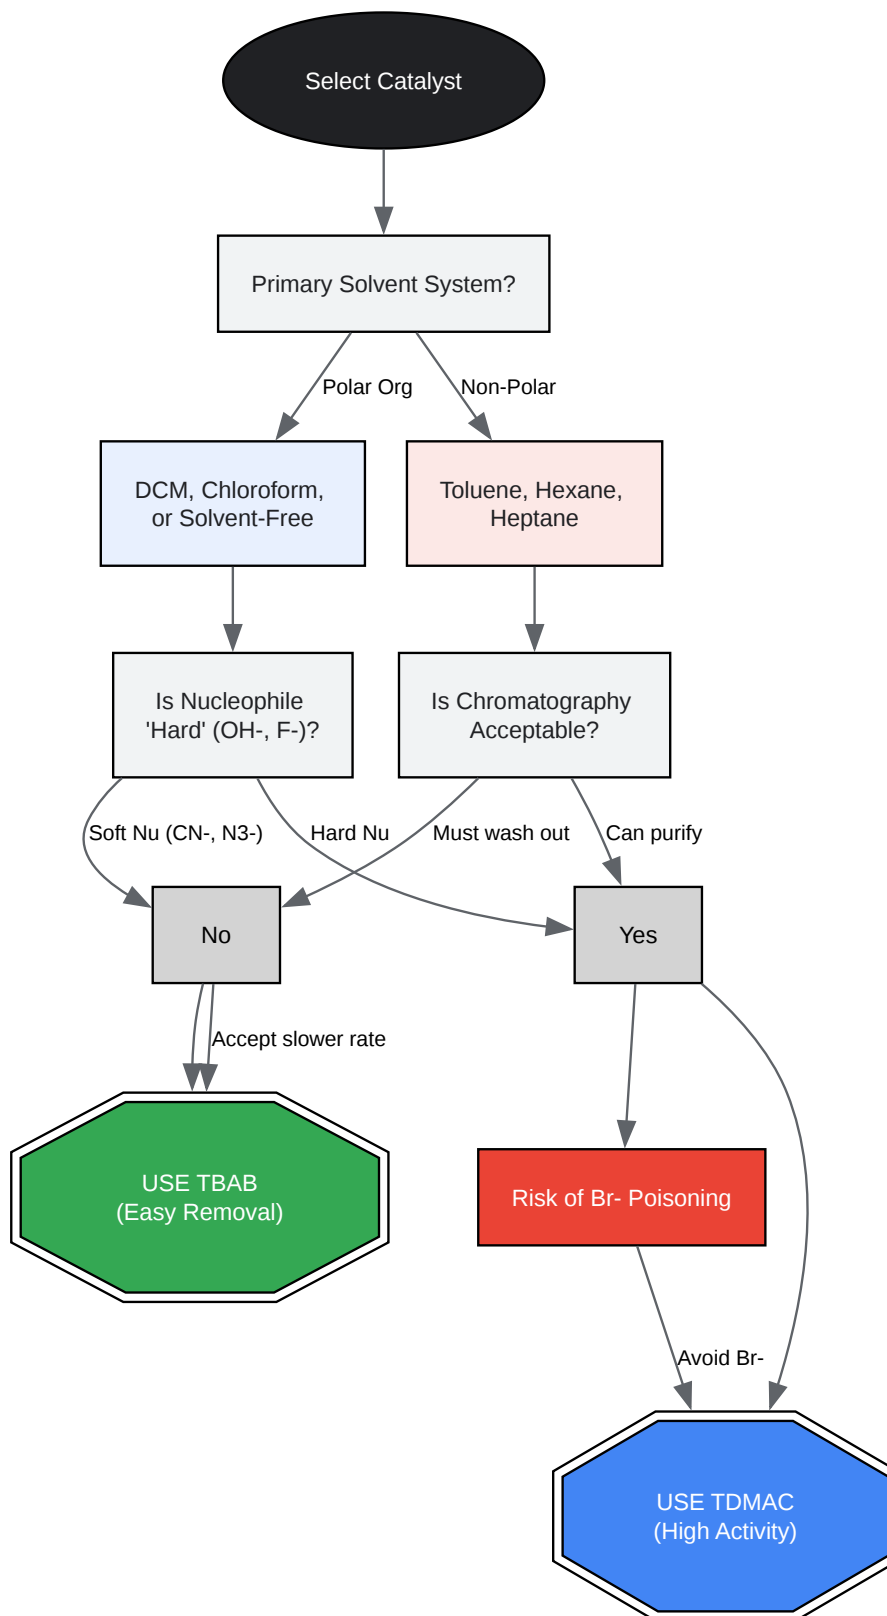 Select Catalyst
Primary Solvent System?
Polar Org
Non-Polar
DCM, Chloroform,
or Solvent-Free
Toluene, Hexane,
Heptane
Is Nucleophile
'Hard' (OH-, F-)?
Is Chromatography
Acceptable?
Soft Nu (CN-, N3-)
Hard Nu
Must wash out
Can purify
No
Yes
Accept slower rate
USE TBAB
(Easy Removal)
Risk of Br- Poisoning
Avoid Br-
USE TDMAC
(High Activity)